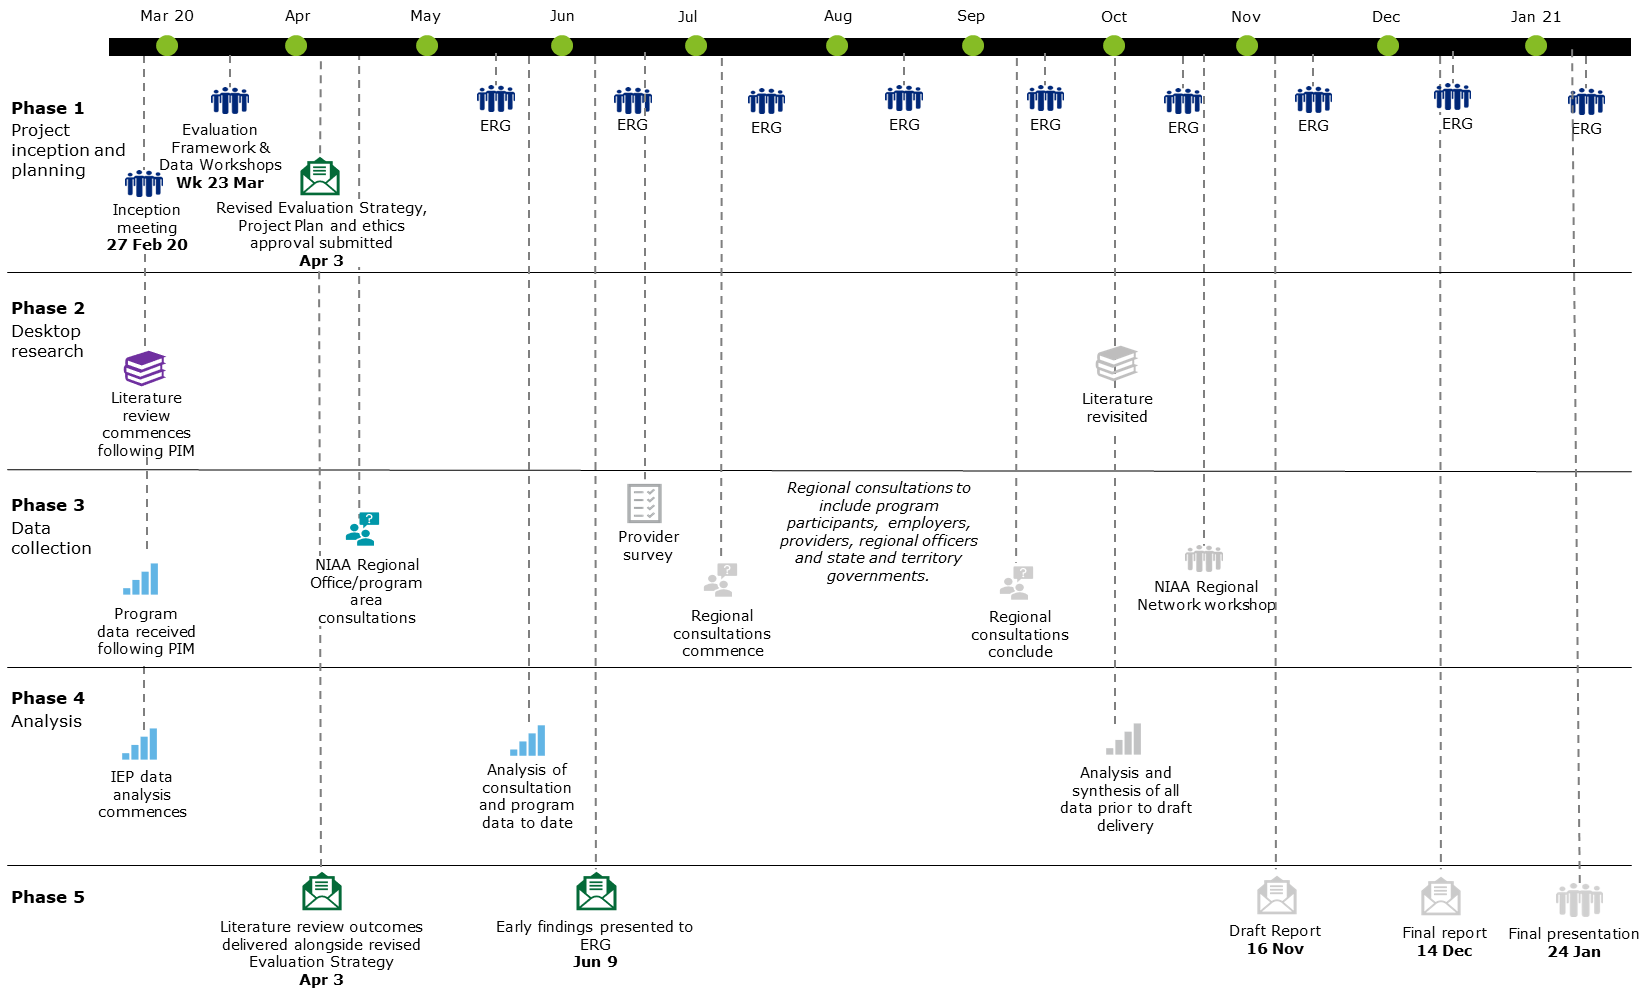 Mar 20
Apr
May
Jun
Jul
Aug
Sep
Oct
Nov
Dec
Jan 21
Phase 1
Project
inception and
planning
Evaluation
Framework &
Data Workshops
Wk 23 Mar
Inception
meeting
27 Feb 20
Revised Evaluation Strategy,
Project Plan and ethics
approval submitted
Apr 3
ERG
ERG
ERG
ERG
ERG
ERG
ERG
ERG
ERG
Phase 2
Desktop
research
Literature
review
commences
following PIM
Literature
revisited
Phase 3
Data
collection
Program
data received
following PIM
?
NIAA Regional
Office/program
area
consultations
Provider
survey
?
Regional
consultations
commence
Regional consultations to
include program
participants, employers,
providers, regional officers
and state and territory
governments.
?
Regional
consultations
conclude
NIAA Regional
Network workshop
Phase 4
Analysis
IEP data
analysis
commences
Analysis of
consultation
and program
data to date
Analysis and
synthesis of all
data prior to draft
delivery
Phase 5
Literature review outcomes
delivered alongside revised
Evaluation Strategy
Apr 3
Early findings presented to
ERG
Jun 9
Draft Report
16 Nov
Final report
14 Dec
Final presentation
24 Jan